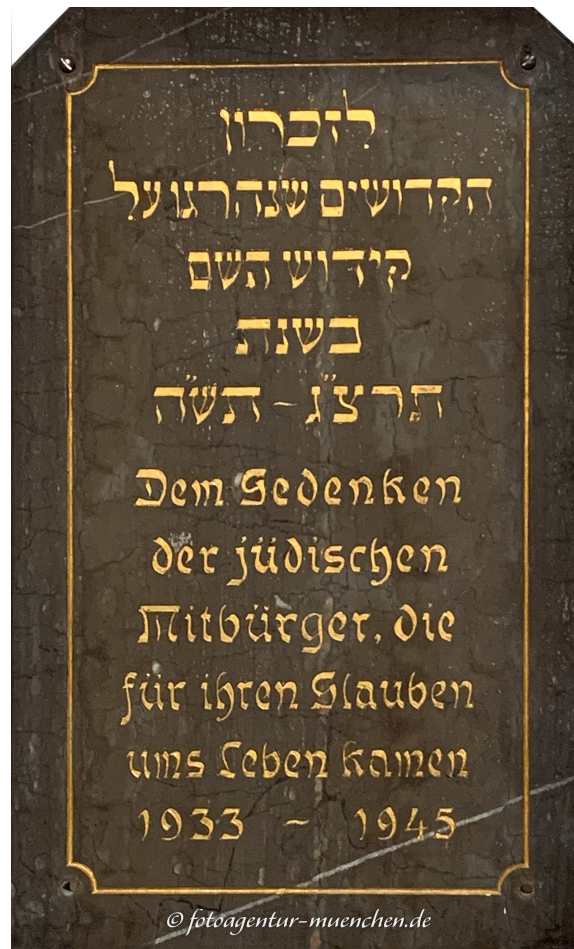 לזכרון
הקדושים שנהרגו על
קידוש השם
בשנת
תרצ״ג – תש״ה
Dem Gedenken
der jüdischen
Mitbürger, die
für ihren Glauben
ums Leben kamen
1933 – 1945
© fotoagentur-muenchen.de